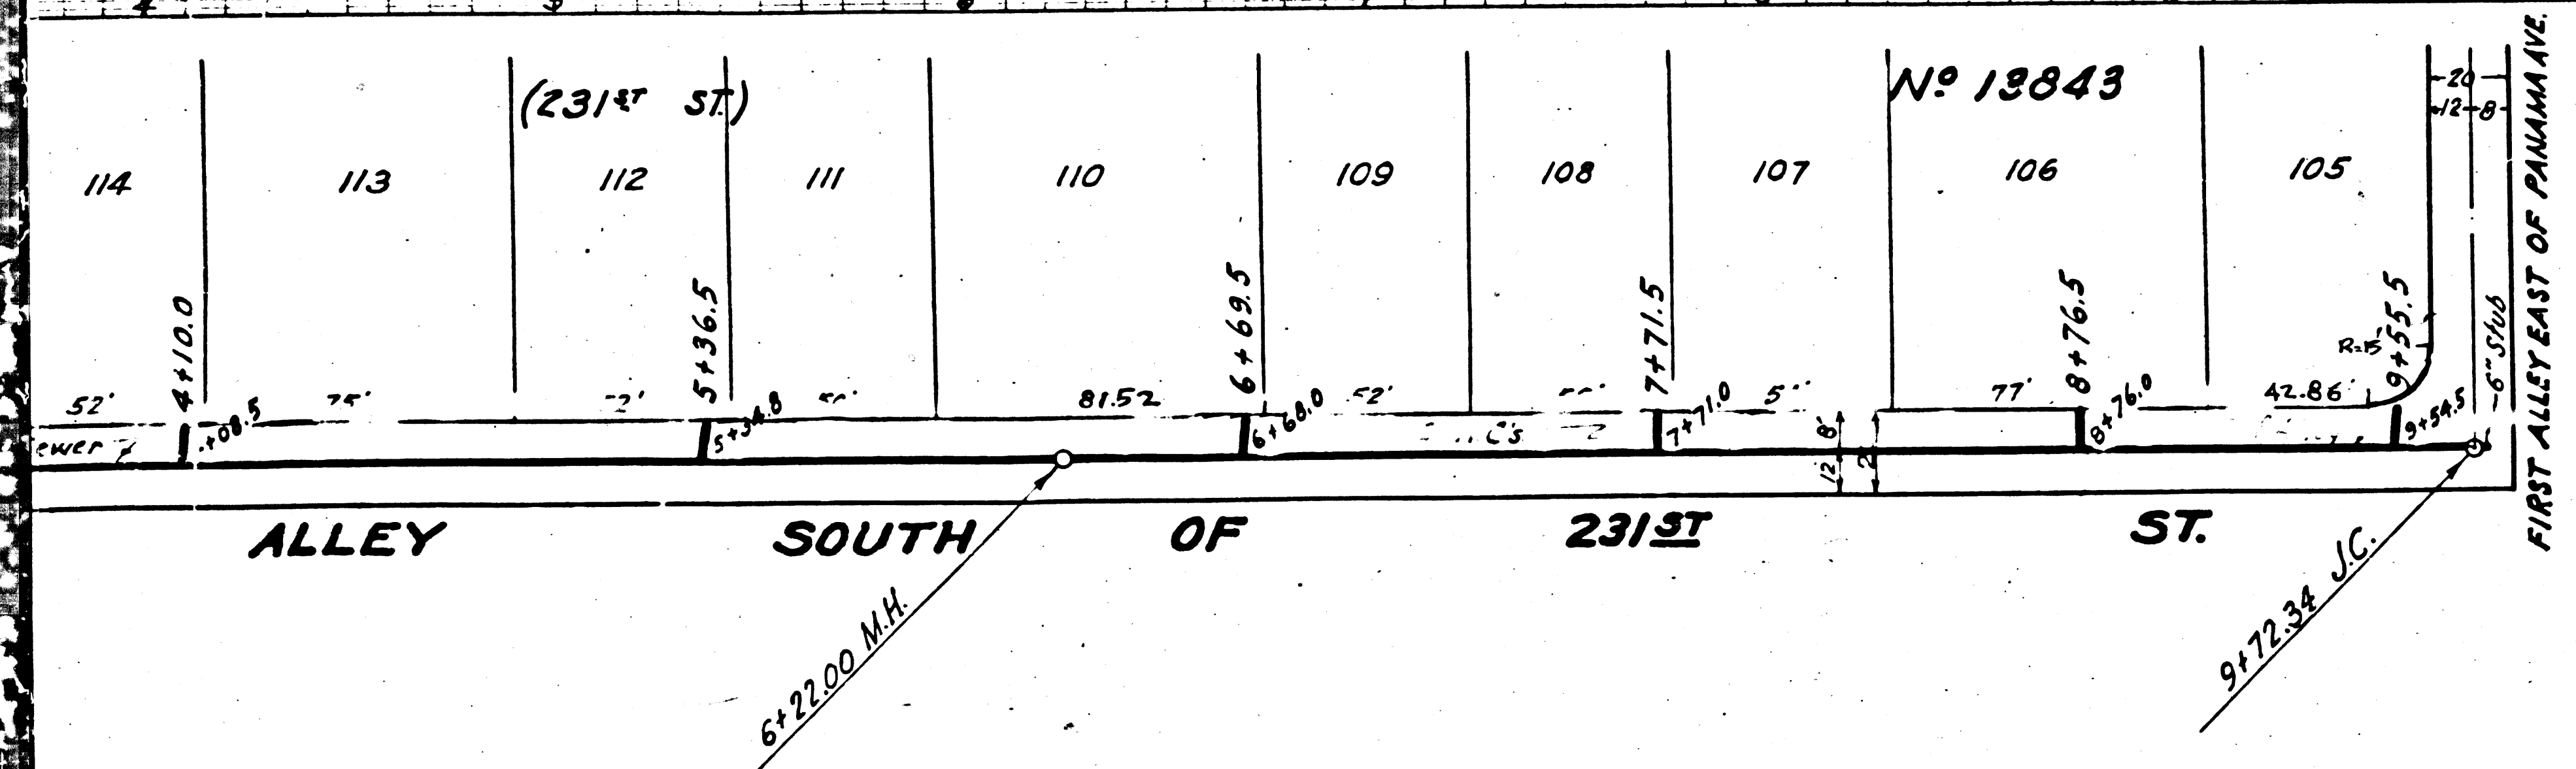 (231ST ST.)
Nº 13843
20
12 8
114 113 112 111 110 109 108 107 106 105
4+10.0
5+36.5
6+69.5
7+71.5
8+76.5
9+55.5
R=15'
6" Stub
52' 75' 81.52 52' 77' 42.86'
+08.5
5+34.8
6+68.0
7+71.0
8+76.0
9+54.5
8'
12'
ALLEY SOUTH OF 231ST ST.
6+22.00 M.H.
9+72.34 J.C.
FIRST ALLEY EAST OF PANAMA AVE.